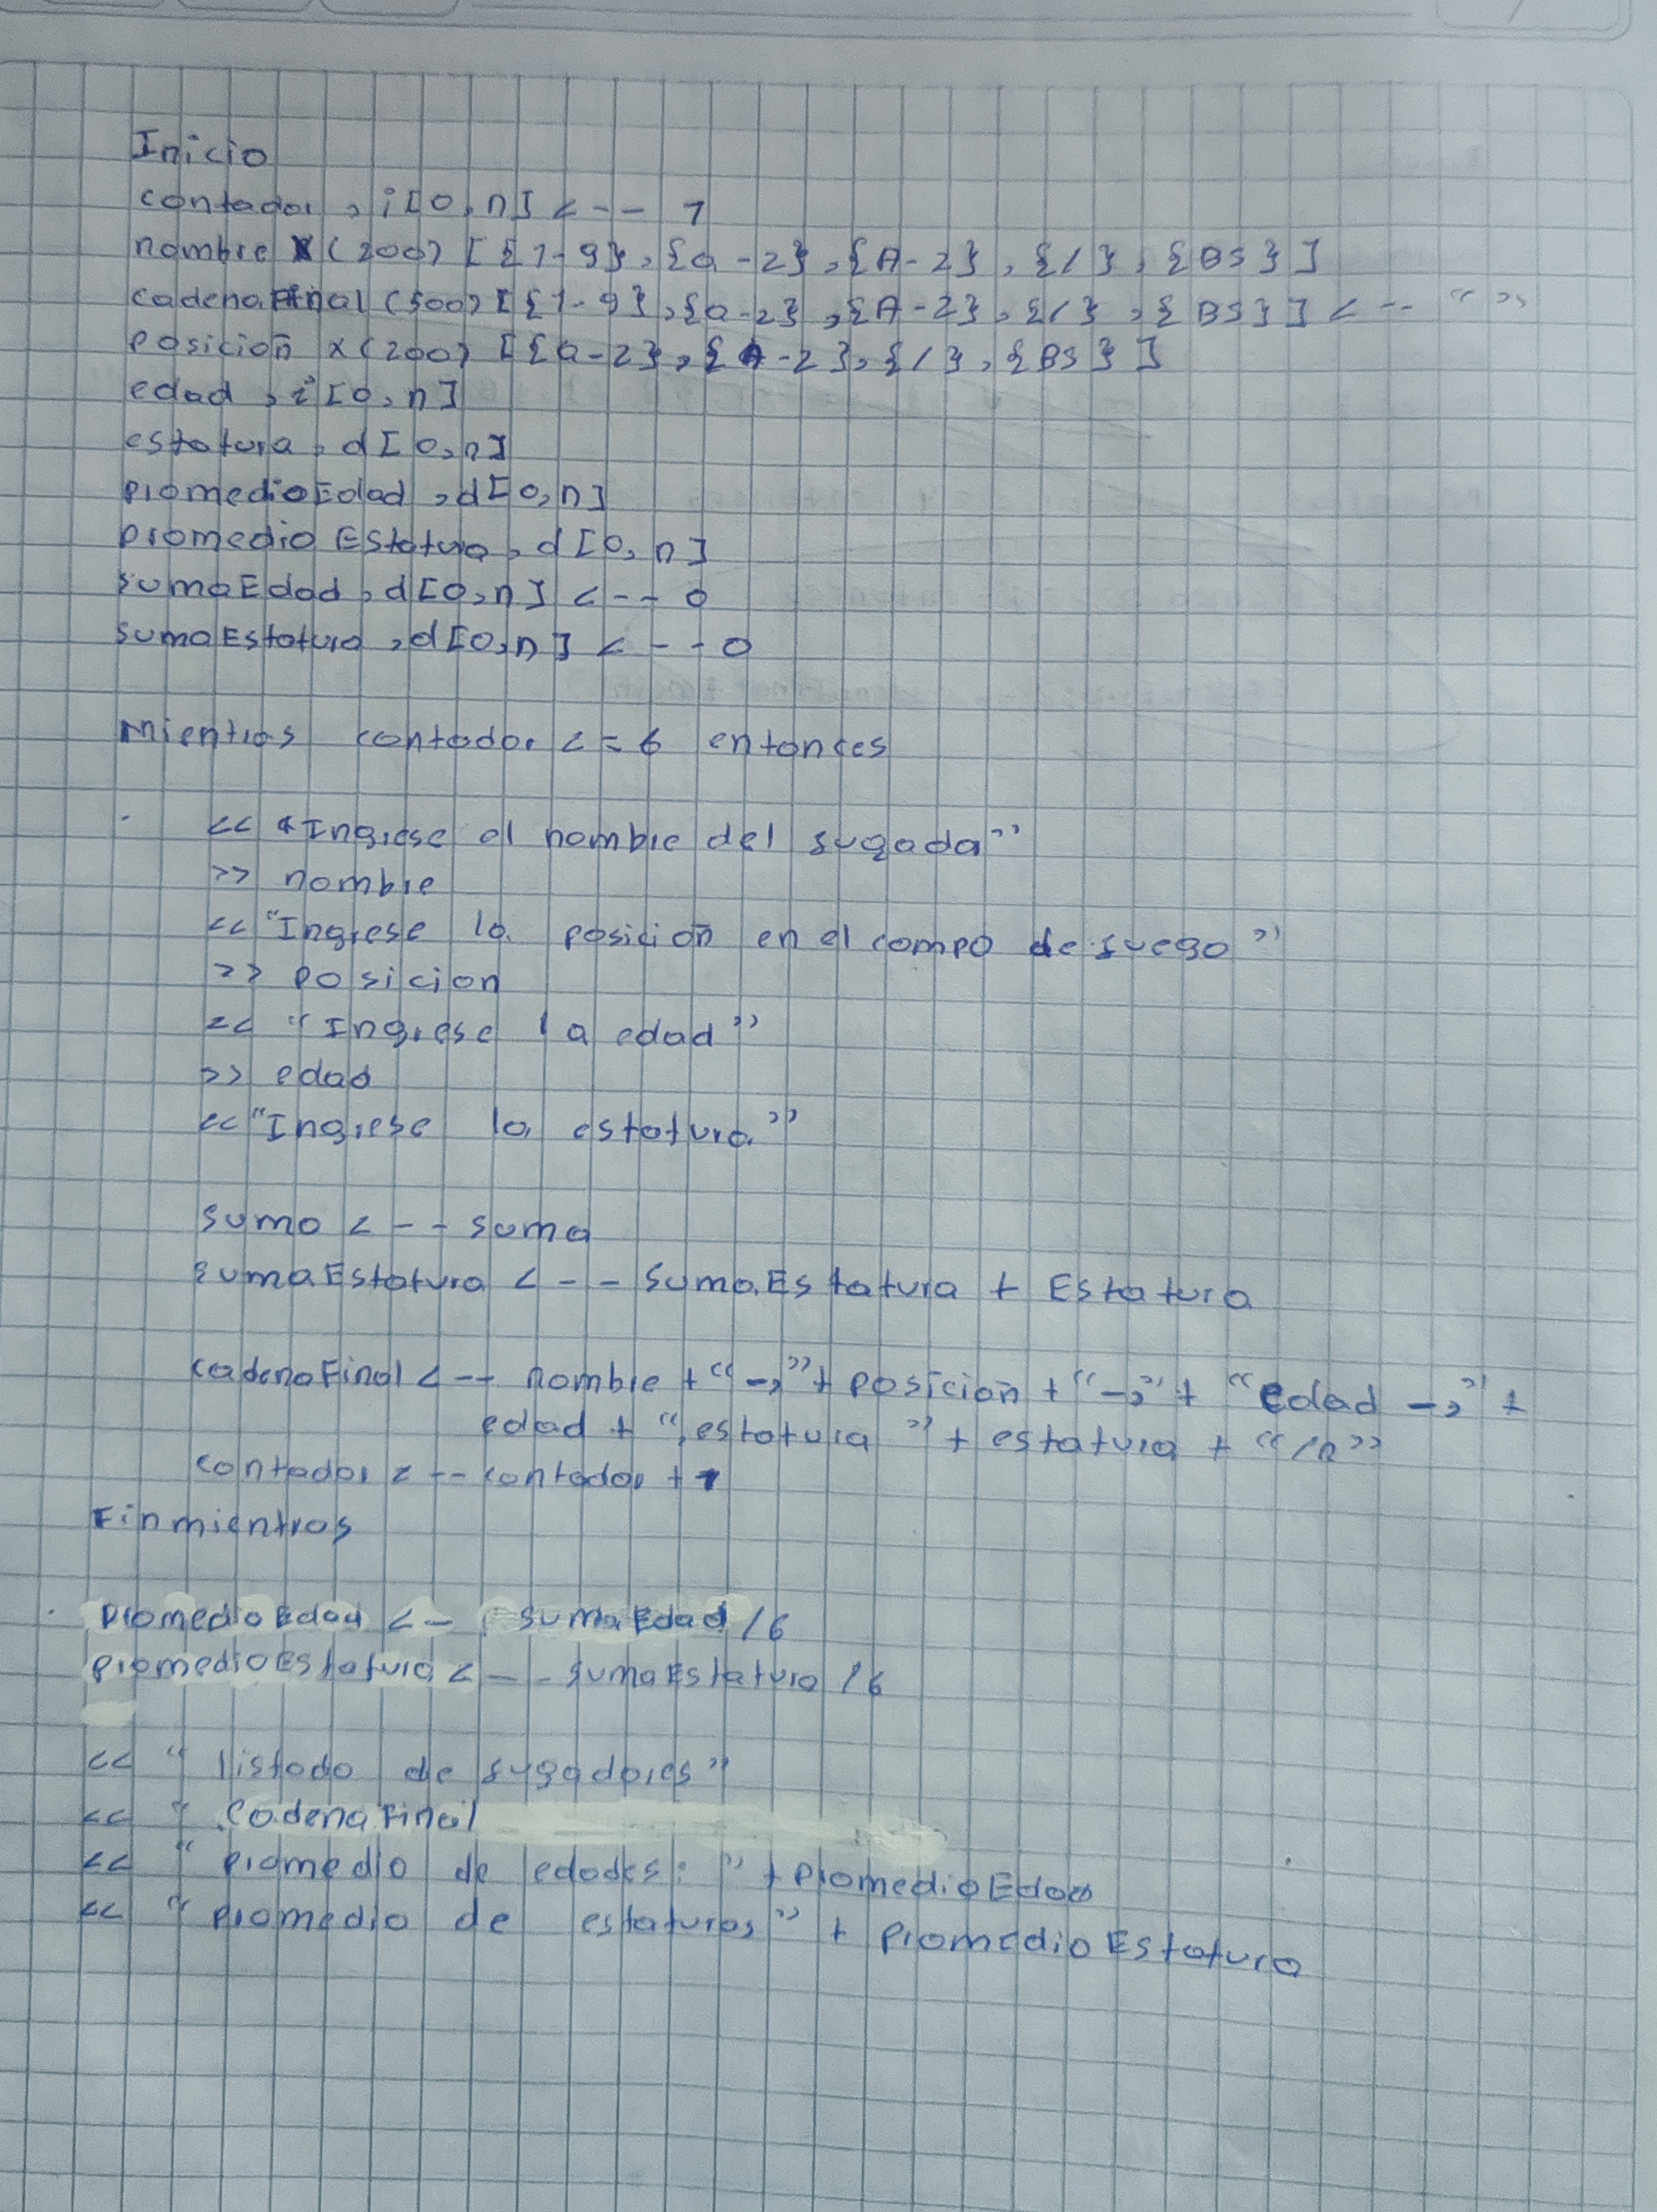 Inicio
contador, i[0,n] <-- 1
nombre X(200) [{1-9},{a-z},{A-Z},{/},{BS}]
cadenaFinal (500) [{1-9},{a-z},{A-Z},{/},{BS}] <-- " "
Posición X(200) [{a-z},{A-Z},{/},{BS}]
edad, i[0,n]
estatura, d[0,n]
promedioEdad, d[0,n]
promedio Estatura, d[0,n]
sumaEdad, d[0,n] <-- 0
sumaEstatura, d[0,n] <-- 0
Mientras contador <= 6 entonces
<< "Ingrese el nombre del jugada"
>> nombre
<< "Ingrese la posición en el campo de juego"
>> posicion
<< "Ingrese la edad"
>> edad
<< "Ingrese la estatura"
suma <-- suma
sumaEstatura <-- sumaEstatura + Estatura
cadenaFinal <-- nombre + "-," + posición + "-," + "Edad -," +
edad + ",estatura " + estatura + "/n"
contador <-- contador + 1
Finmientras
PromedioEdad <- sumaEdad / 6
promedioEstatura <-- sumaEstatura / 6
<< " listado de jugadores"
<< " CadenaFinal
<< " promedio de edades: " + PromedioEdad
<< " promedio de estaturas" + PromedioEstatura